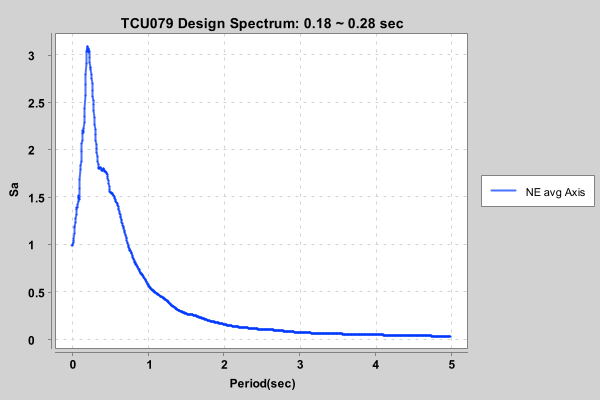 TCU079 Design Spectrum: 0.18 ~ 0.28 sec
3
2.5
2
1.5
1
0.5
0
Sa
NE avg Axis
0 1 2 3 4 5
Period(sec)